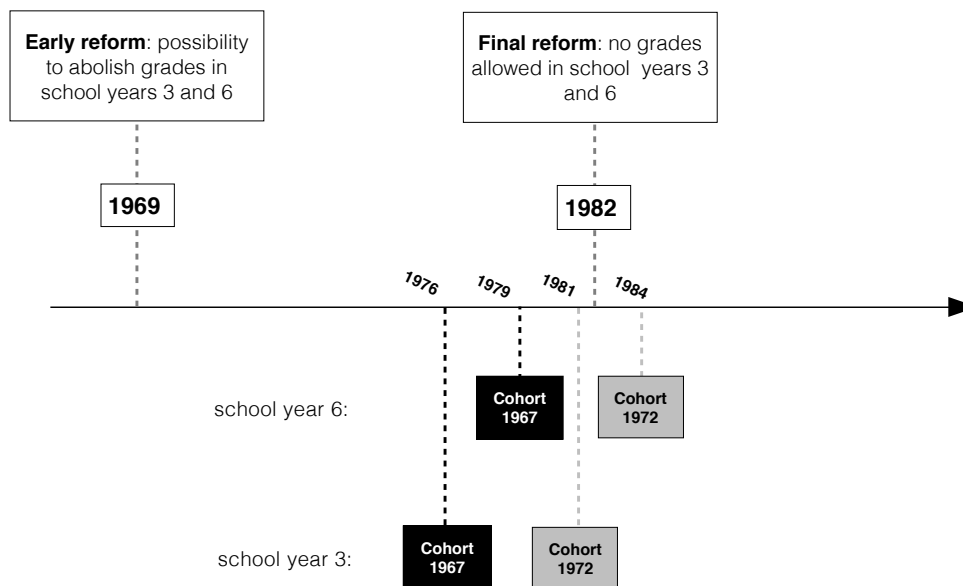 Early reform: possibility
to abolish grades in
school years 3 and 6
Final reform: no grades
allowed in school years 3
and 6
1969
1982
1976
1979
1981
1984
school year 6:
Cohort
1967
Cohort
1972
school year 3:
Cohort
1967
Cohort
1972